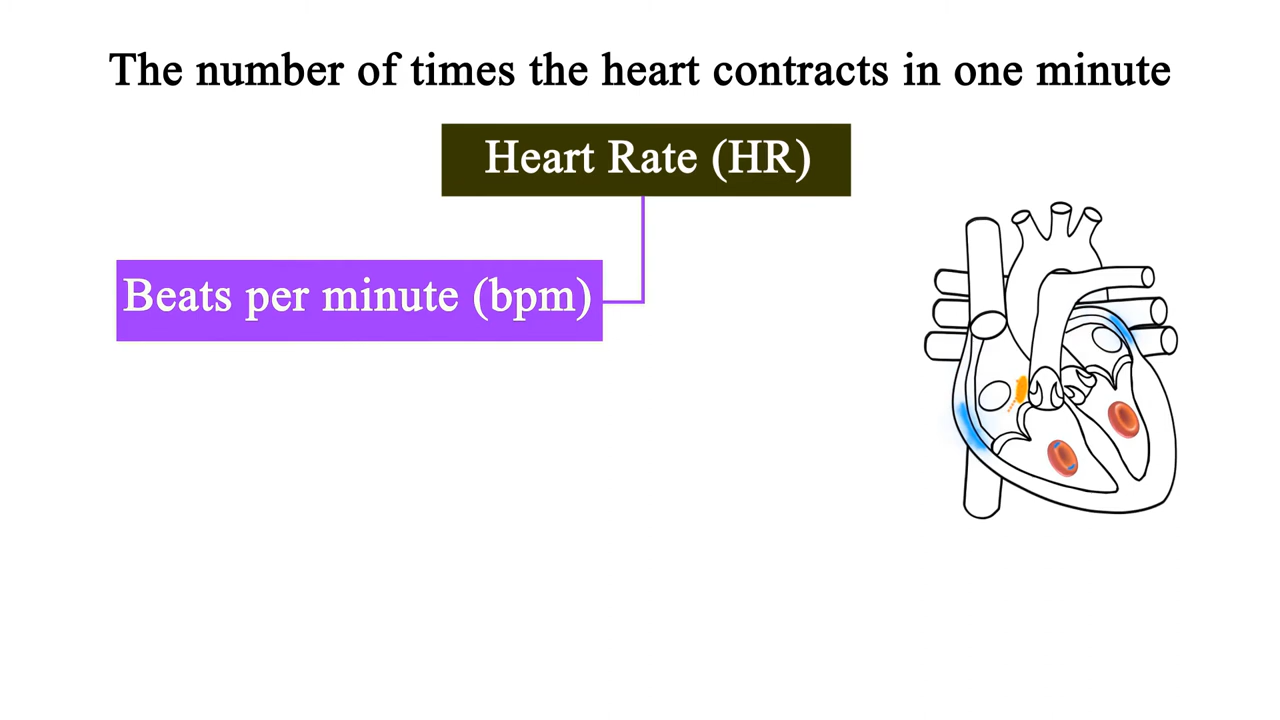 The number of times the heart contracts in one minute
Heart Rate (HR)
Beats per minute (bpm)